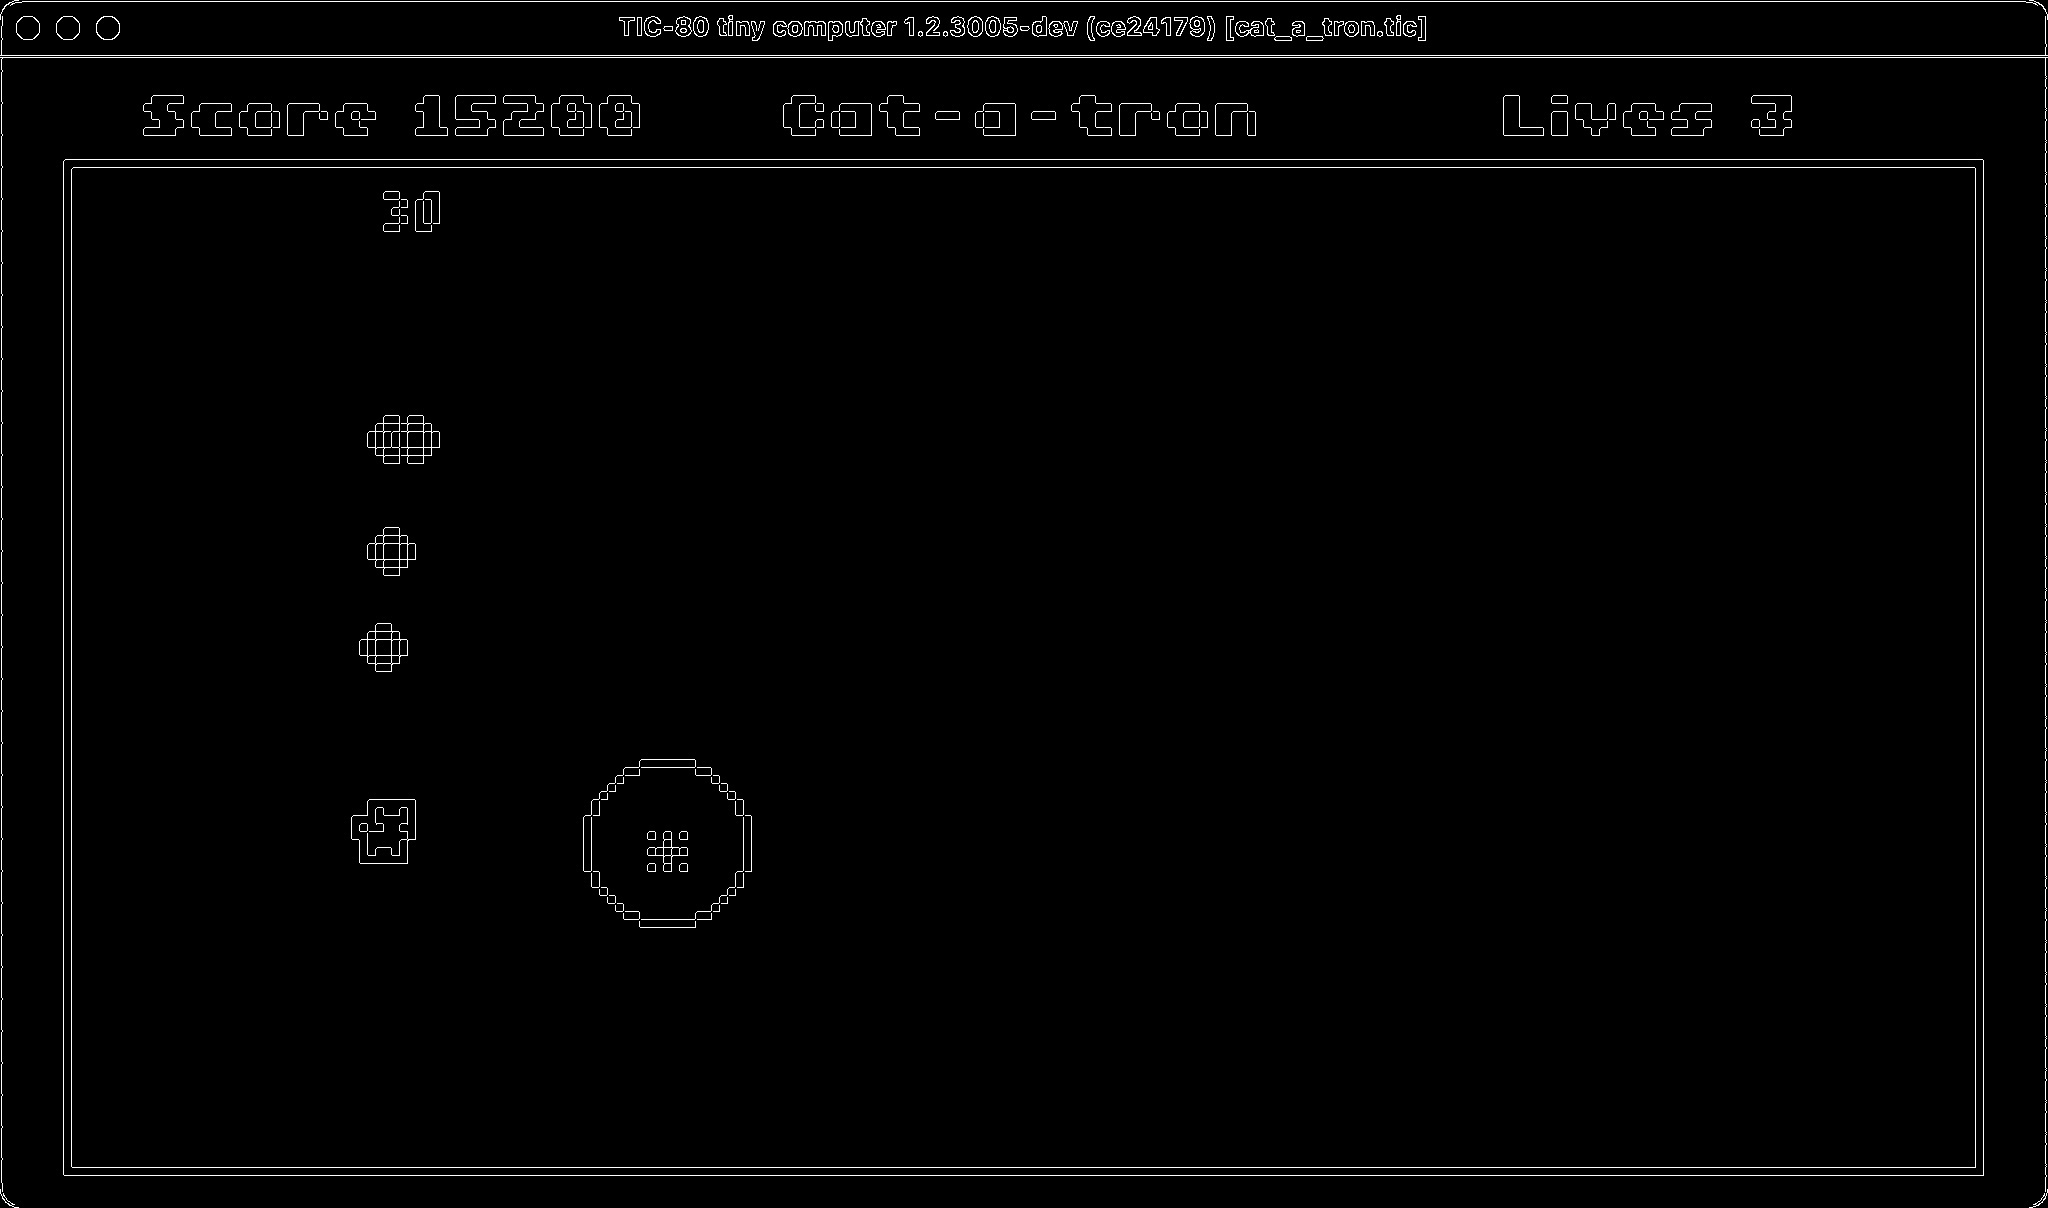 TIC-80 tiny computer 1.2.3005-dev (ce24179) [cat_a_tron.tic]
Score 15200 Cat-a-tron Lives 3
30